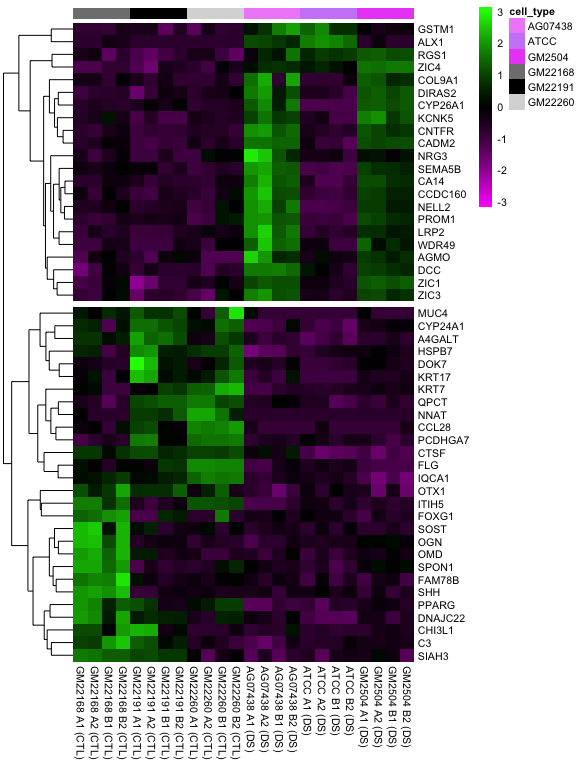 cell_type
AG07438
ATCC
GM2504
GM22168
GM22191
GM22260
3
2
1
0
-1
-2
-3
GSTM1
ALX1
RGS1
ZIC4
COL9A1
DIRAS2
CYP26A1
KCNK5
CNTFR
CADM2
NRG3
SEMA5B
CA14
CCDC160
NELL2
PROM1
LRP2
WDR49
AGMO
DCC
ZIC1
ZIC3
MUC4
CYP24A1
A4GALT
HSPB7
DOK7
KRT17
KRT7
QPCT
NNAT
CCL28
PCDHGA7
CTSF
FLG
IQCA1
OTX1
ITIH5
FOXG1
SOST
OGN
OMD
SPON1
FAM78B
SHH
PPARG
DNAJC22
CHI3L1
C3
SIAH3
GM22168 A1 (CTL)
GM22168 A2 (CTL)
GM22168 B1 (CTL)
GM22168 B2 (CTL)
GM22191 A1 (CTL)
GM22191 A2 (CTL)
GM22191 B1 (CTL)
GM22191 B2 (CTL)
GM22260 A1 (CTL)
GM22260 A2 (CTL)
GM22260 B1 (CTL)
GM22260 B2 (CTL)
AG07438 A1 (DS)
AG07438 A2 (DS)
AG07438 B1 (DS)
AG07438 B2 (DS)
ATCC A1 (DS)
ATCC A2 (DS)
ATCC B1 (DS)
ATCC B2 (DS)
GM2504 A1 (DS)
GM2504 A2 (DS)
GM2504 B1 (DS)
GM2504 B2 (DS)